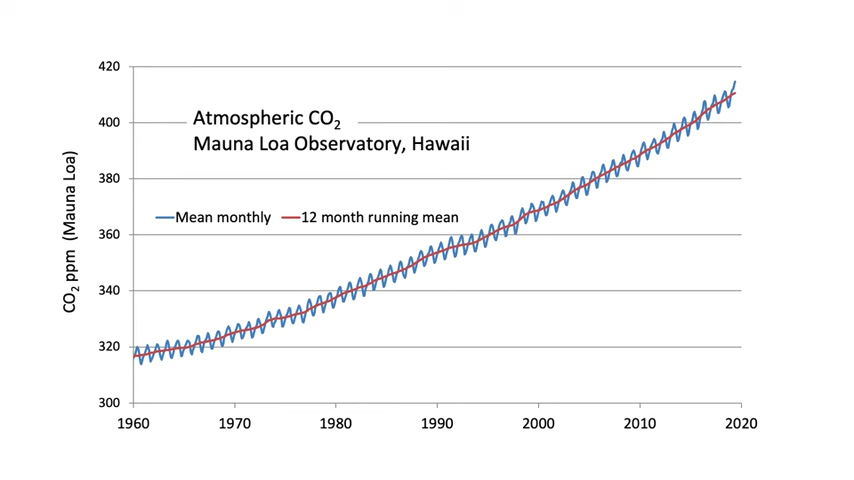 420
400
380
360
340
320
300
CO2 ppm (Mauna Loa)
Atmospheric CO2
Mauna Loa Observatory, Hawaii
Mean monthly 12 month running mean
1960 1970 1980 1990 2000 2010 2020